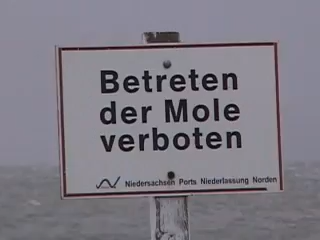 Betreten
der Mole
verboten
Niedersachsen Ports Niederlassung Norden